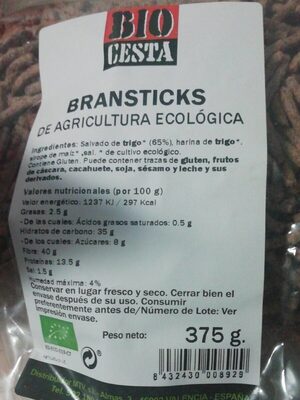 BIO
CESTA
BRANSTICKS
DE AGRICULTURA ECOLÓGICA
Ingredientes: Salvado de trigo* (65%), harina de trigo*,
sirope de maíz* ,sal. * de cultivo ecológico.
Contiene Gluten. Puede contener trazas de gluten, frutos
de cáscara, cacahuete, soja, sésamo y leche y sus
derivados.
Valores nutricionales (por 100 g)
Valor energético: 1237 KJ / 297 Kcal
Grasas: 2.5 g
- De las cuales: Ácidos grasos saturados: 0.5 g
Hidratos de carbono: 35 g
- De los cuales: Azúcares: 8 g
Fibra: 40 g
Proteínas: 13.5 g
Sal: 1.5 g
Humedad máxima: 4%
Conservar en lugar fresco y seco. Cerrar bien el
envase después de su uso. Consumir
preferentemente antes de/Número de Lote: Ver
impresión envase.
Peso neto: 375 g.
8 432430 008929
VALENCIA - ESPAÑA